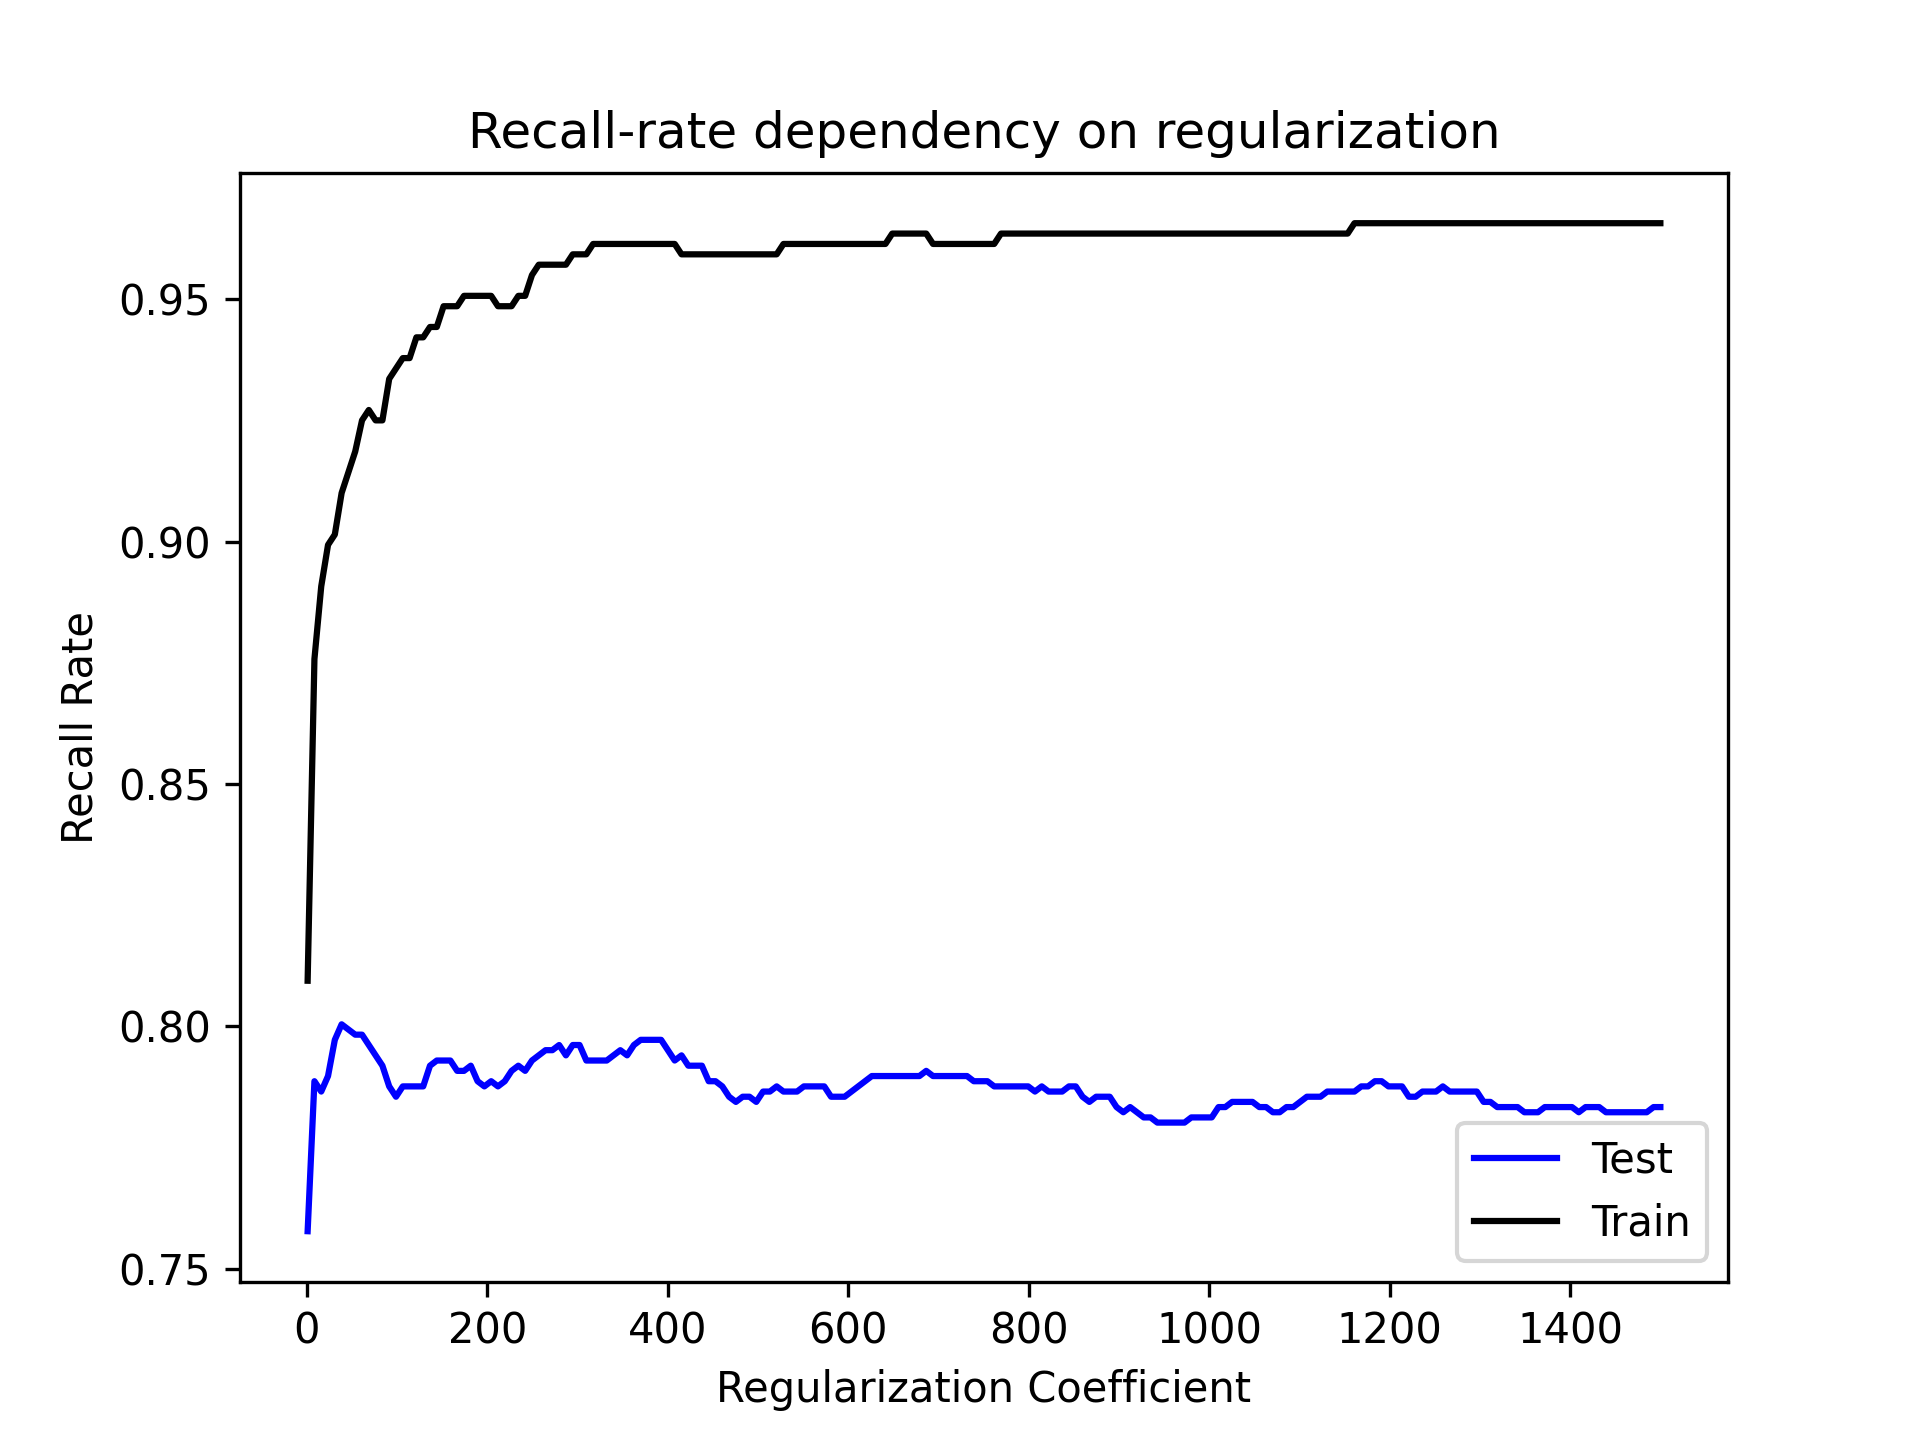 Recall-rate dependency on regularization
Recall Rate
0.95
0.90
0.85
0.80
0.75
0 200 400 600 800 1000 1200 1400
Regularization Coefficient
Test
Train